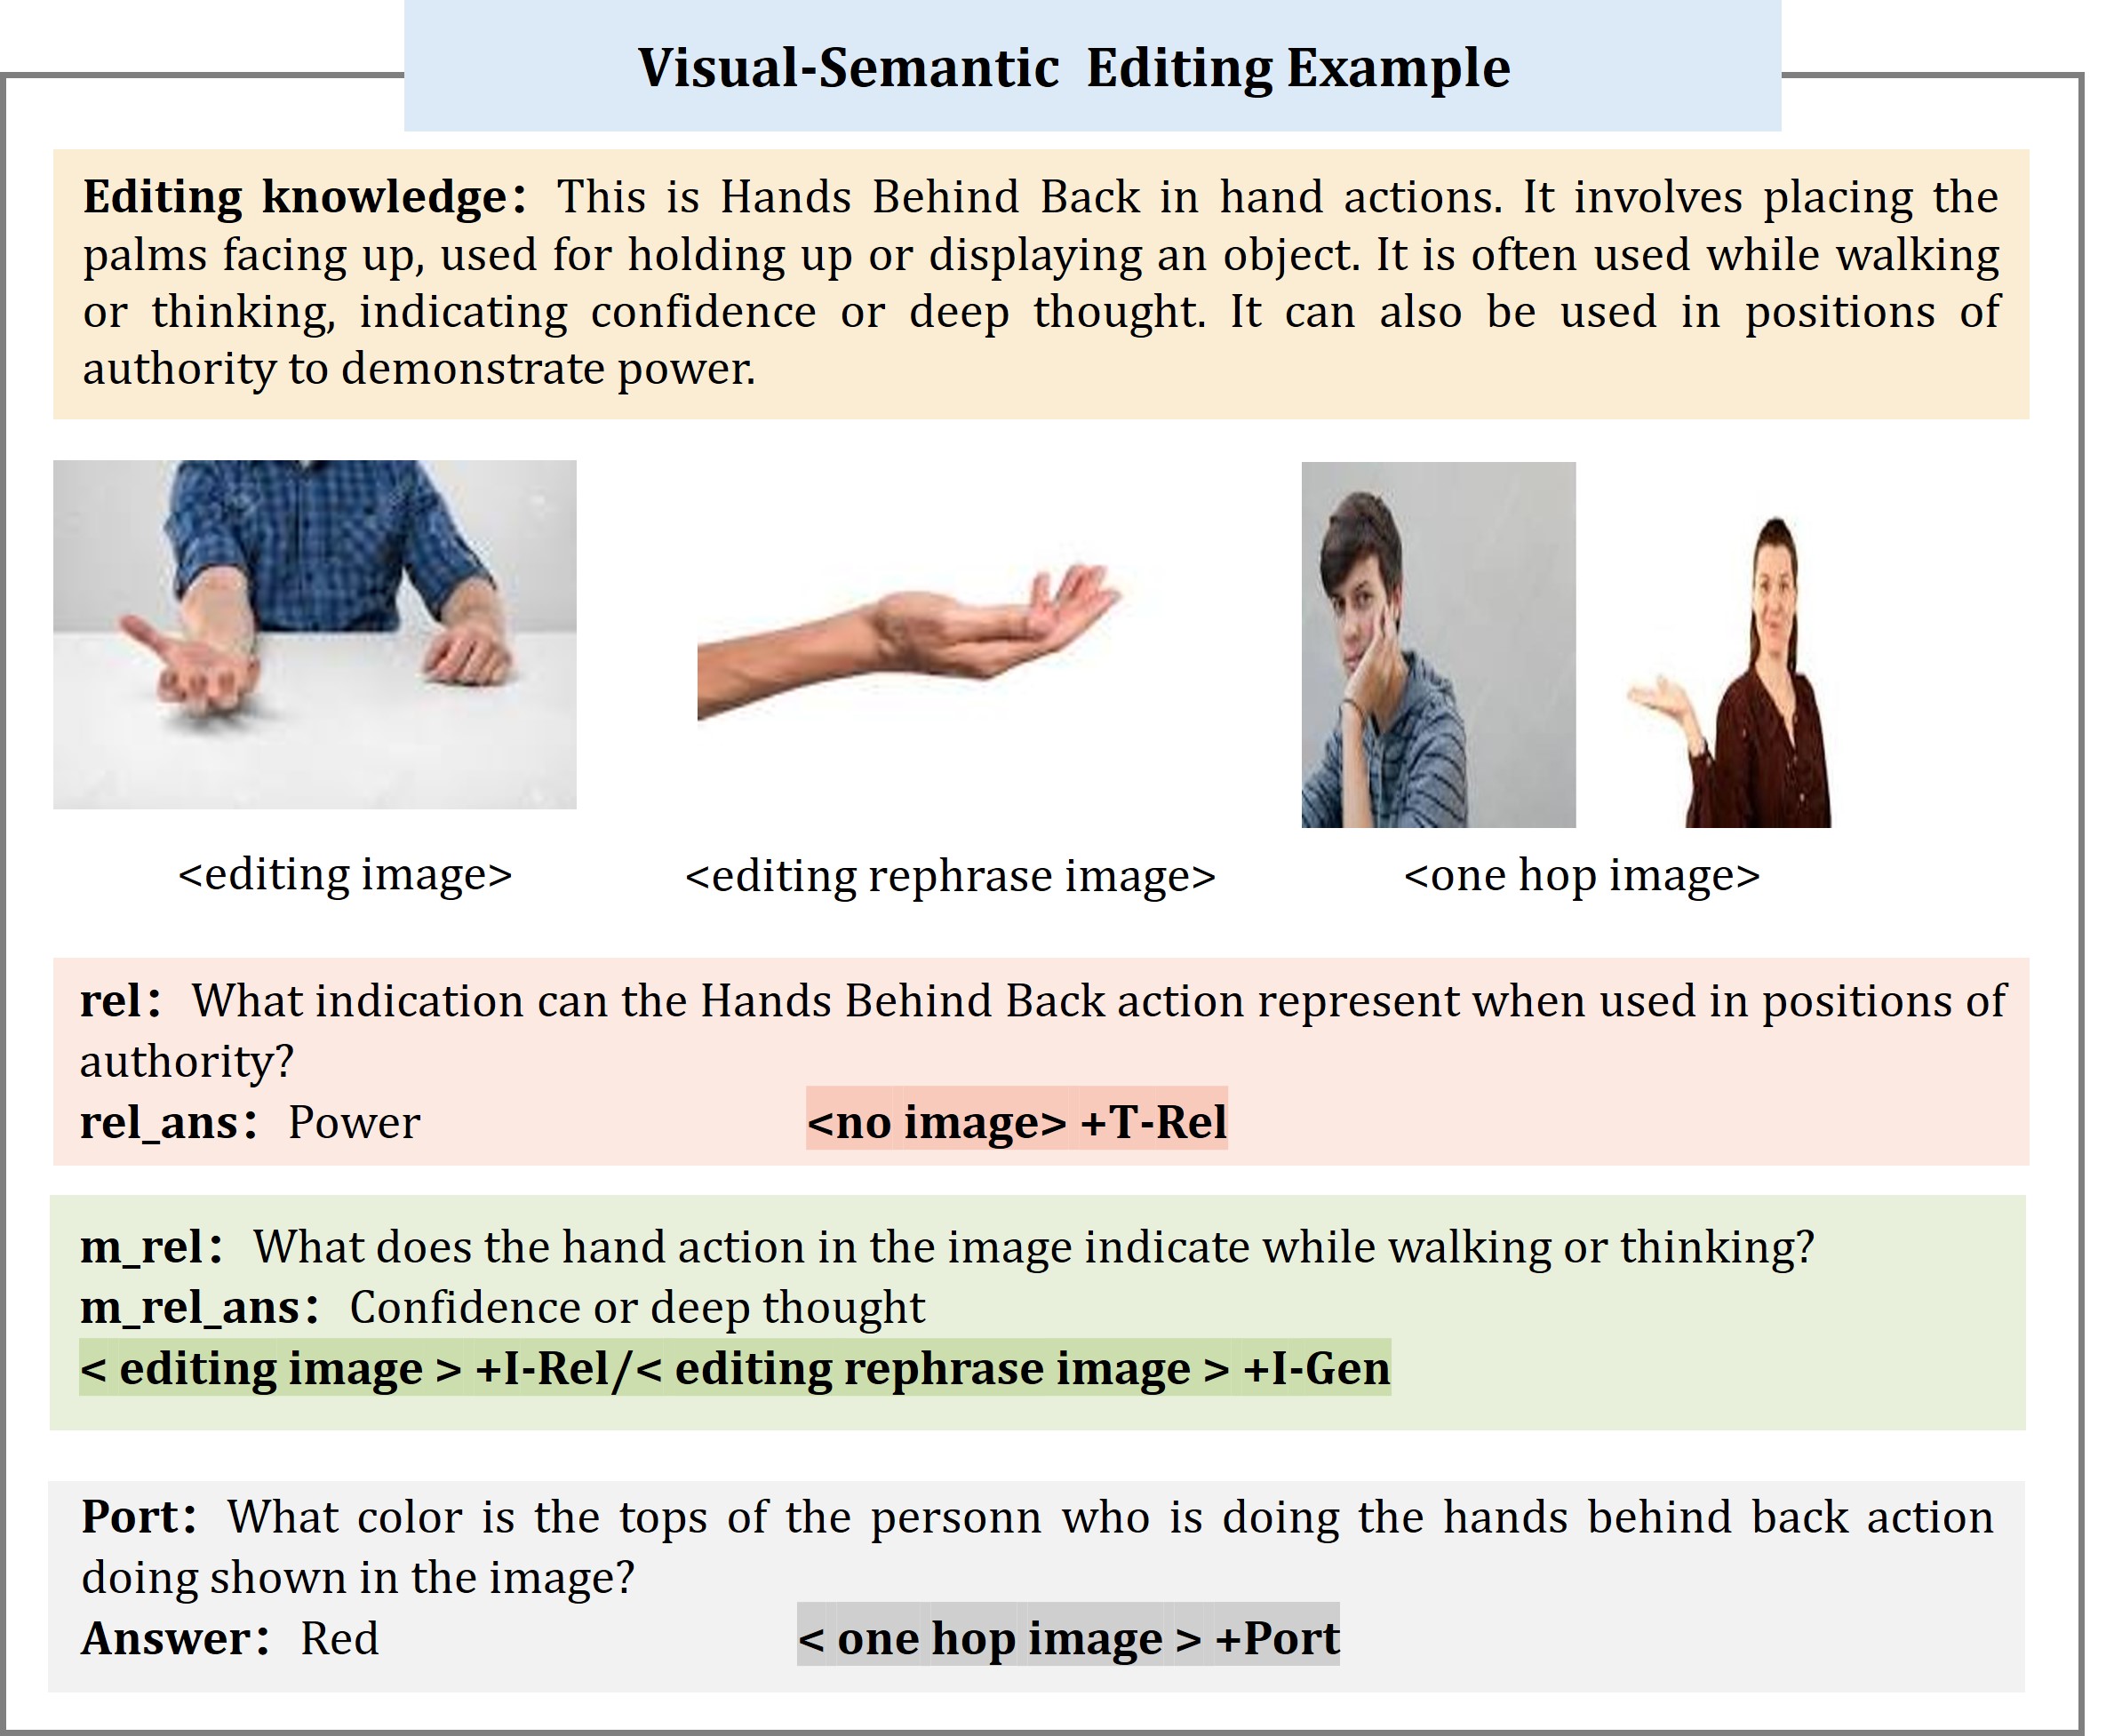 Visual-Semantic Editing Example
Editing knowledge: This is Hands Behind Back in hand actions. It involves placing the
palms facing up, used for holding up or displaying an object. It is often used while walking
or thinking, indicating confidence or deep thought. It can also be used in positions of
authority to demonstrate power.
<editing image>
<editing rephrase image>
<one hop image>
rel: What indication can the Hands Behind Back action represent when used in positions of
authority?
rel_ans: Power
<no image> +T-Rel
m_rel: What does the hand action in the image indicate while walking or thinking?
m_rel_ans: Confidence or deep thought
< editing image > +I-Rel/< editing rephrase image > +I-Gen
Port: What color is the tops of the personn who is doing the hands behind back action
doing shown in the image?
Answer: Red
< one hop image > +Port